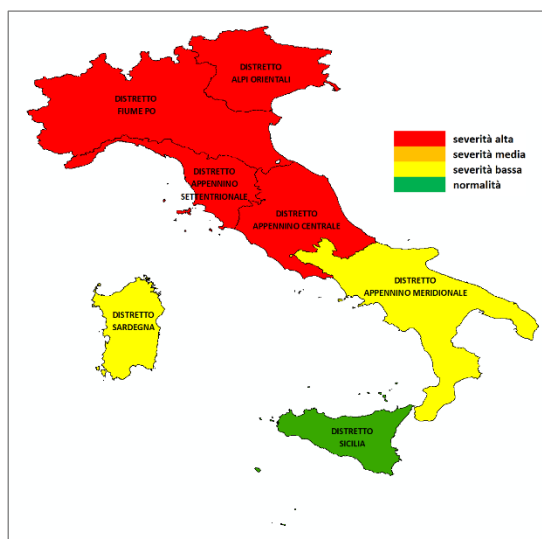 DISTRETTO
ALPI ORIENTALI
DISTRETTO
FIUME PO
severità alta
severità media
severità bassa
normalità
DISTRETTO
APPENNINO
SETTENTRIONALE
DISTRETTO
APPENNINO CENTRALE
DISTRETTO
APPENNINO MERIDIONALE
DISTRETTO
SARDEGNA
DISTRETTO
SICILIA